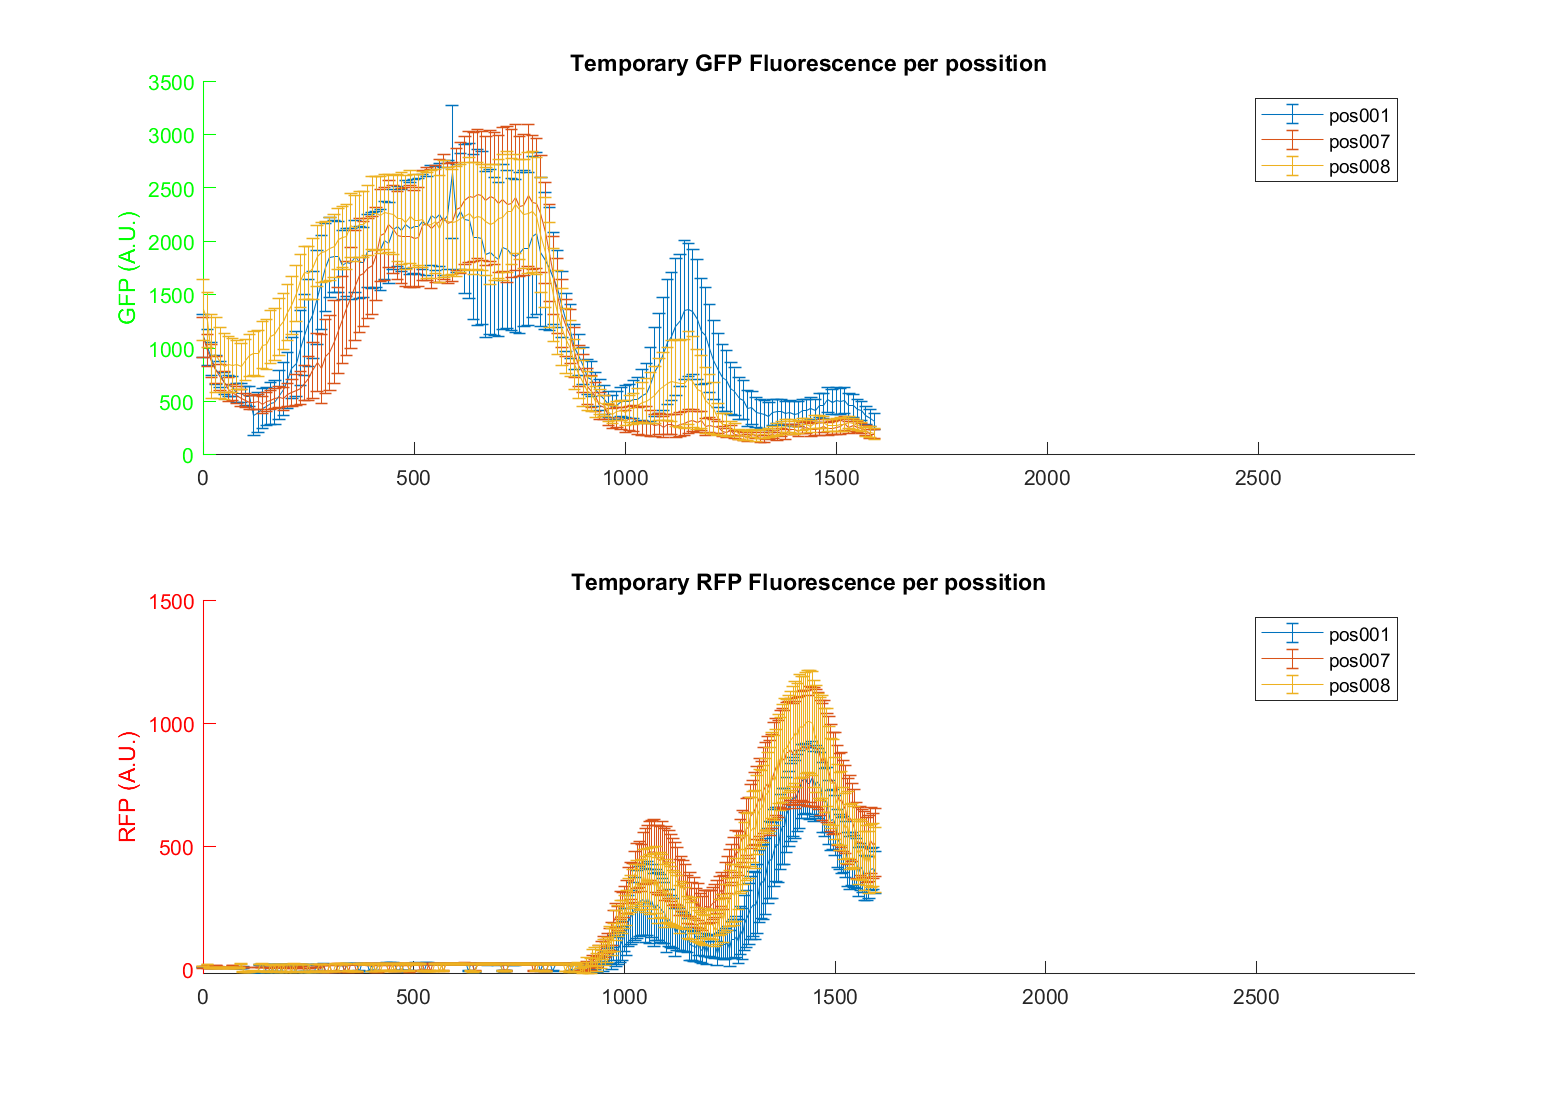 Temporary GFP Fluorescence per possition
GFP (A.U.)
3500
3000
2500
2000
1500
1000
500
0
0 500 1000 1500 2000 2500
pos001
pos007
pos008
Temporary RFP Fluorescence per possition
RFP (A.U.)
1500
1000
500
0
0 500 1000 1500 2000 2500
pos001
pos007
pos008